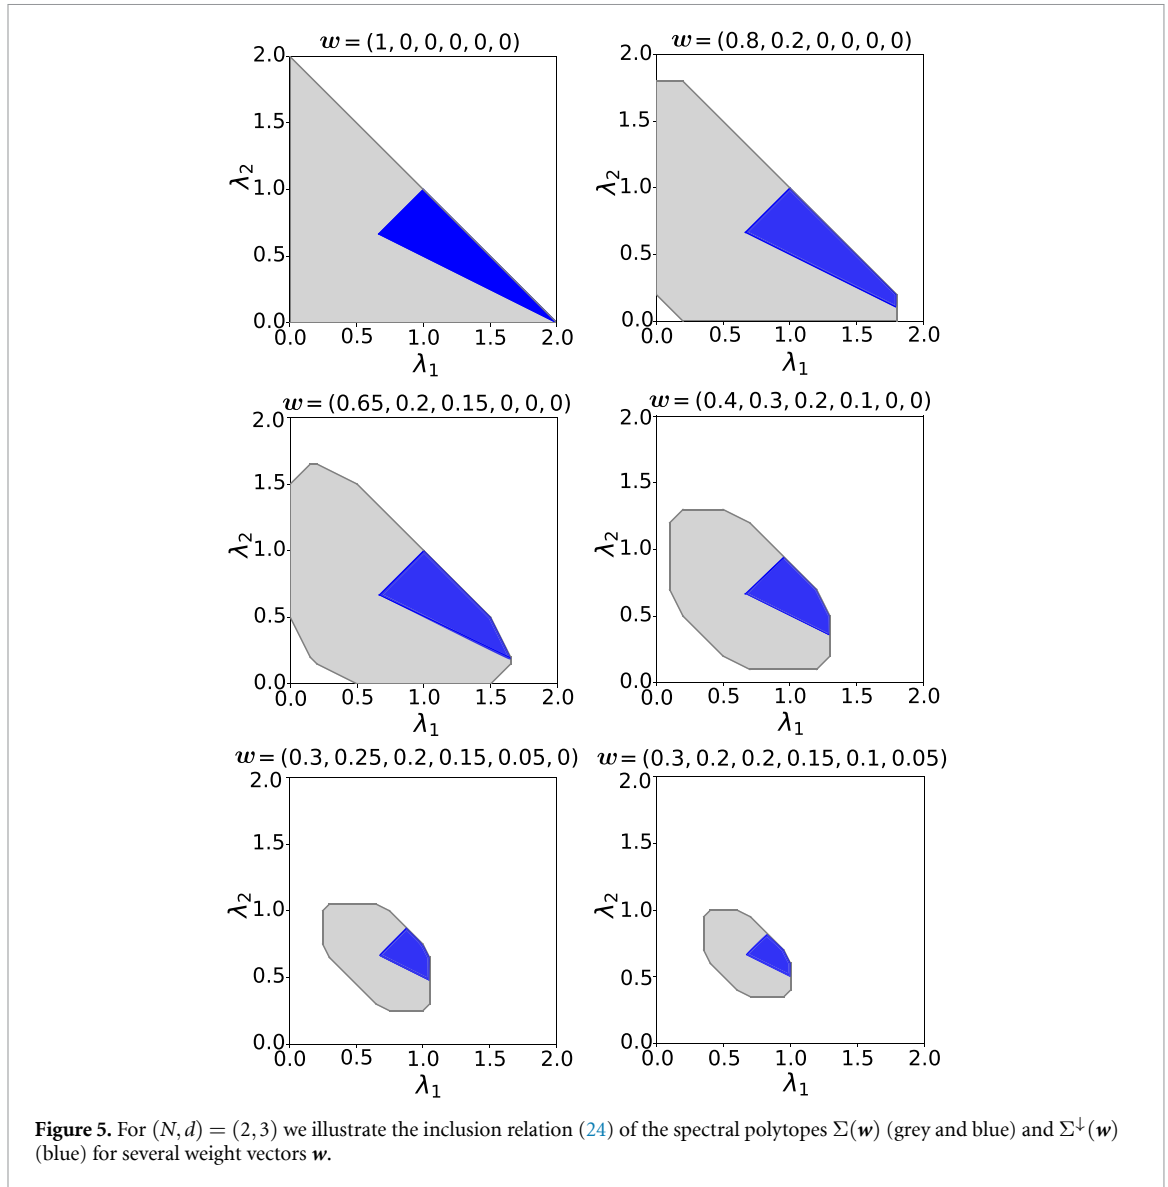 w = (1, 0, 0, 0, 0, 0)
2.0
1.5
1.0
0.5
0.0
λ2
0.0 0.5 1.0 1.5 2.0
λ1
w = (0.8, 0.2, 0, 0, 0, 0)
2.0
1.5
1.0
0.5
0.0
λ2
0.0 0.5 1.0 1.5 2.0
λ1
w = (0.65, 0.2, 0.15, 0, 0, 0)
2.0
1.5
1.0
0.5
0.0
λ2
0.0 0.5 1.0 1.5 2.0
λ1
w = (0.4, 0.3, 0.2, 0.1, 0, 0)
2.0
1.5
1.0
0.5
0.0
λ2
0.0 0.5 1.0 1.5 2.0
λ1
w = (0.3, 0.25, 0.2, 0.15, 0.05, 0)
2.0
1.5
1.0
0.5
0.0
λ2
0.0 0.5 1.0 1.5 2.0
λ1
w = (0.3, 0.2, 0.2, 0.15, 0.1, 0.05)
2.0
1.5
1.0
0.5
0.0
λ2
0.0 0.5 1.0 1.5 2.0
λ1
Figure 5. For (N, d) = (2, 3) we illustrate the inclusion relation (24) of the spectral polytopes Σ(w) (grey and blue) and Σ↓(w)
(blue) for several weight vectors w.